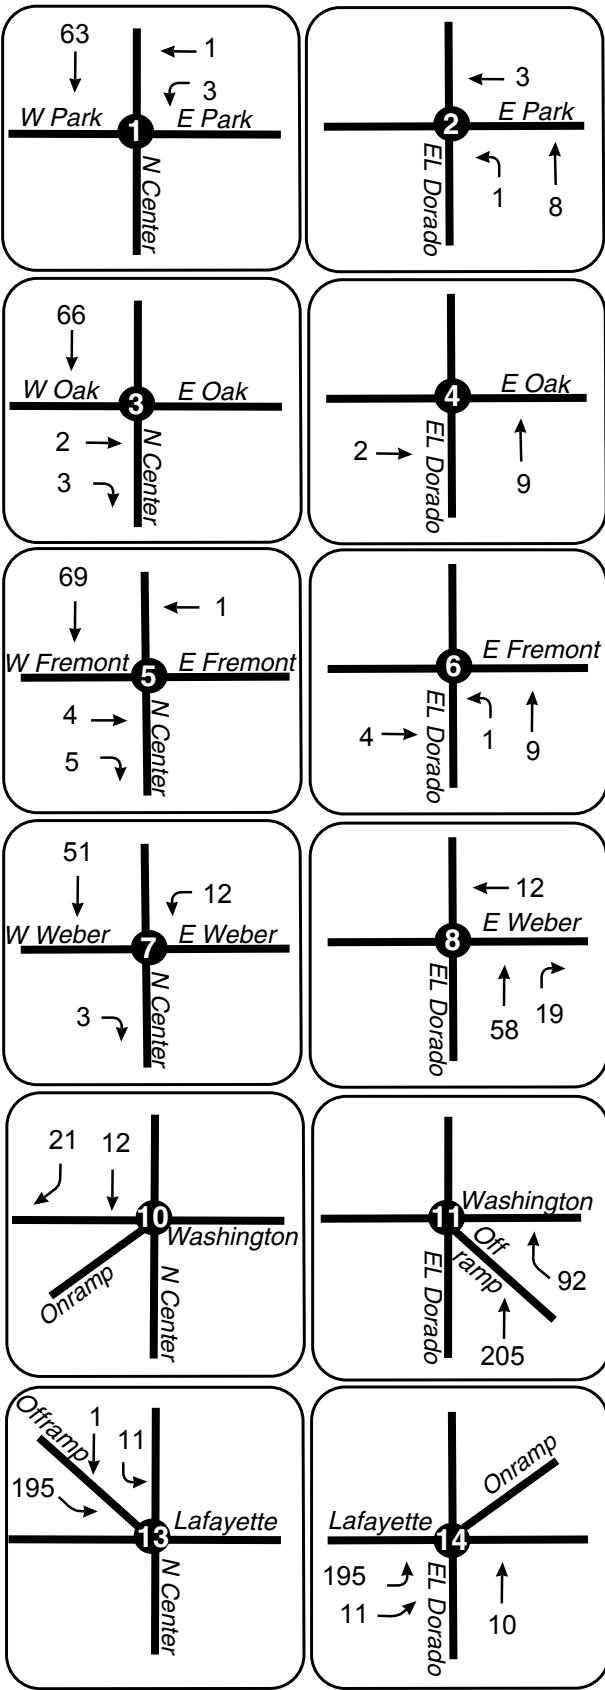 63
1
3
W Park
E Park
1
N Center
3
E Park
2
EL Dorado
1
8
66
W Oak
E Oak
3
2
3
N Center
E Oak
4
2
EL Dorado
9
69
1
W Fremont
E Fremont
5
4
5
N Center
E Fremont
6
4
EL Dorado
1
9
51
12
W Weber
E Weber
7
3
N Center
12
E Weber
8
EL Dorado
58
19
21
12
10
Washington
Onramp
N Center
Washington
11
Off
ramp
EL Dorado
92
205
Offramp
1
11
195
Lafayette
13
N Center
Onramp
Lafayette
14
195
11
EL Dorado
10